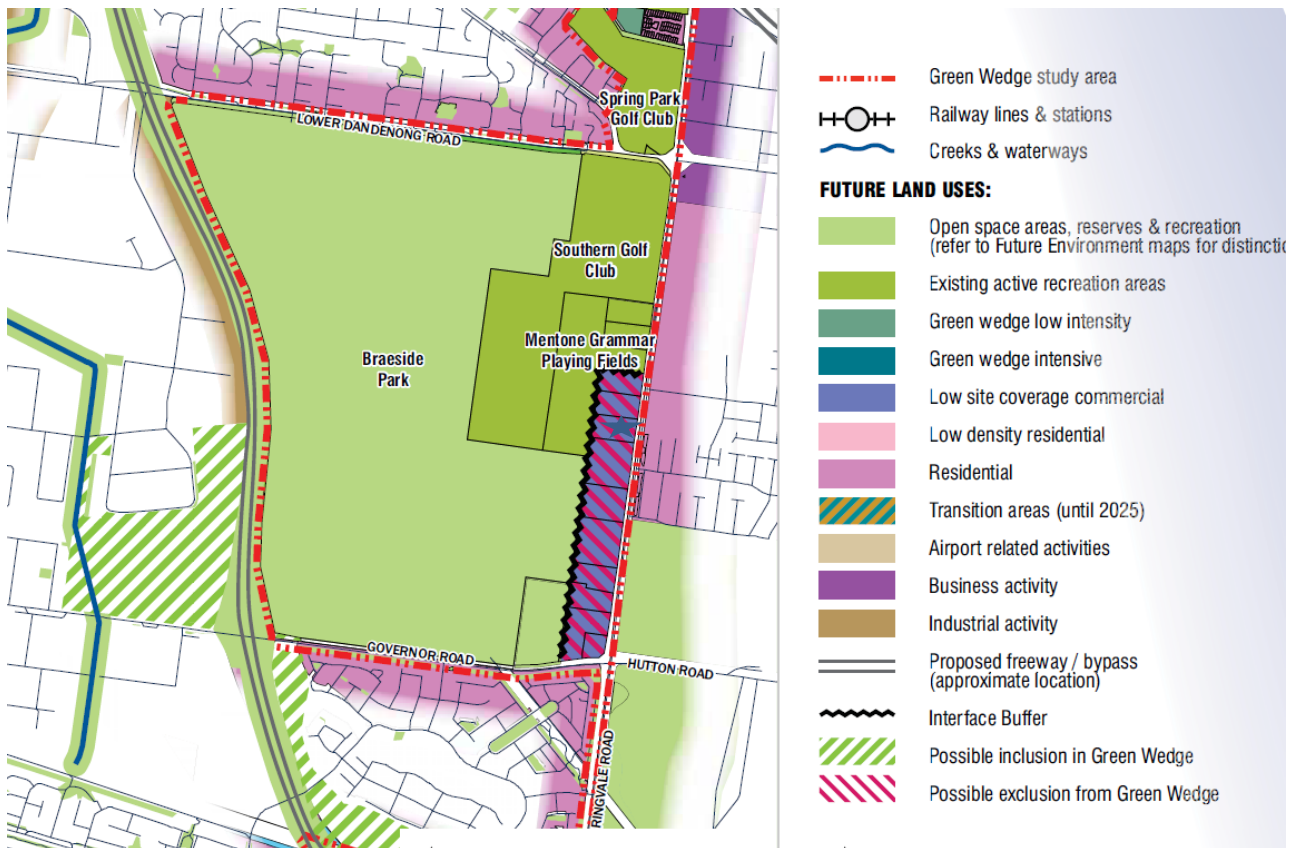 Spring Park
Golf Club
LOWER DANDENONG ROAD
Southern Golf
Club
Mentone Grammar
Playing Fields
Braeside
Park
GOVERNOR ROAD
HUTTON ROAD
RINGVALE ROAD
Green Wedge study area
Railway lines & stations
Creeks & waterways
FUTURE LAND USES:
Open space areas, reserves & recreation
(refer to Future Environment maps for distinctio
Existing active recreation areas
Green wedge low intensity
Green wedge intensive
Low site coverage commercial
Low density residential
Residential
Transition areas (until 2025)
Airport related activities
Business activity
Industrial activity
Proposed freeway / bypass
(approximate location)
Interface Buffer
Possible inclusion in Green Wedge
Possible exclusion from Green Wedge